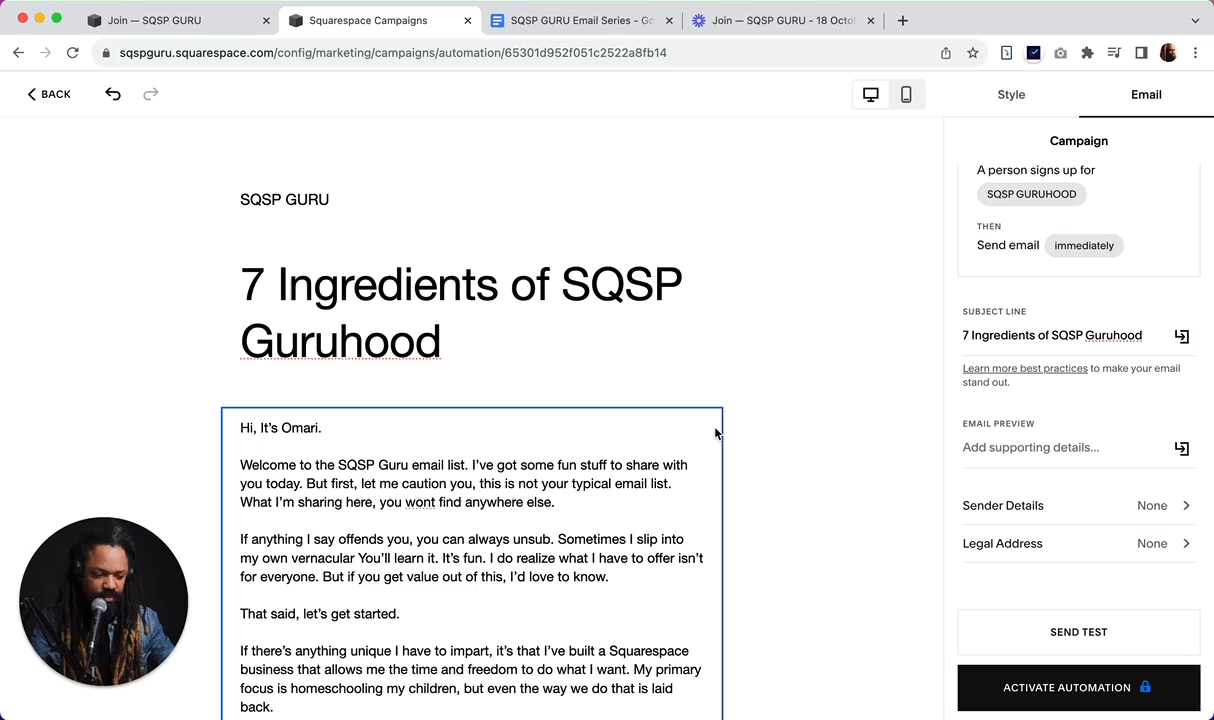 Join — SQSP GURU
Squarespace Campaigns
SQSP GURU Email Series - Go
Join — SQSP GURU - 18 Octo
sqspguru.squarespace.com/config/marketing/campaigns/automation/65301d952f051c2522a8fb14
BACK
Style
Email
Campaign
A person signs up for
SQSP GURUHOOD
THEN
Send email immediately
SUBJECT LINE
7 Ingredients of SQSP Guruhood
Learn more best practices to make your email
stand out.
EMAIL PREVIEW
Add supporting details...
Sender Details None
Legal Address None
SEND TEST
ACTIVATE AUTOMATION
SQSP GURU
7 Ingredients of SQSP
Guruhood
Hi, It's Omari.
Welcome to the SQSP Guru email list. I've got some fun stuff to share with
you today. But first, let me caution you, this is not your typical email list.
What I'm sharing here, you wont find anywhere else.
If anything I say offends you, you can always unsub. Sometimes I slip into
my own vernacular You'll learn it. It's fun. I do realize what I have to offer isn't
for everyone. But if you get value out of this, I'd love to know.
That said, let's get started.
If there's anything unique I have to impart, it's that I've built a Squarespace
business that allows me the time and freedom to do what I want. My primary
focus is homeschooling my children, but even the way we do that is laid
back.